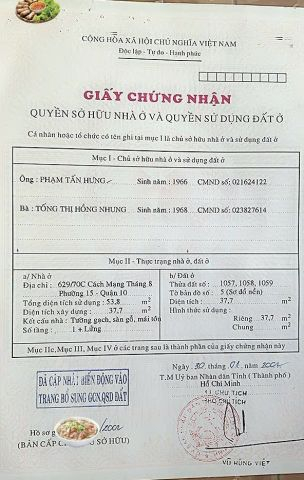 CỘNG HÒA XÃ HỘI CHỦ NGHĨA VIỆT NAM
Độc lập - Tự do - Hạnh phúc
GIẤY CHỨNG NHẬN
QUYỀN SỞ HỮU NHÀ Ở VÀ QUYỀN SỬ DỤNG ĐẤT Ở
Cá nhân hoặc tổ chức có tên ghi tại mục I là chủ sở hữu nhà ở và sử dụng đất ở
Mục I - Chủ sở hữu nhà ở và sử dụng đất ở
Ông : PHẠM TẤN HƯNG Sinh năm : 1966 CMND số: 021624122
Bà : TỐNG THỊ HỒNG NHUNG Sinh năm : 1968 CMND số: 023827614
Mục II - Thực trạng nhà ở, đất ở
a/ Nhà ở
Địa chỉ : 629/70C Cách Mạng Tháng 8
Phường 15 - Quận 10
Tổng diện tích sử dụng : 53,8 m2
Diện tích xây dựng : 37,7 m2
Kết cấu nhà : Tường gạch, sàn gỗ, mái tôn
Số tầng : 1 + Lửng
b/ Đất ở
Thửa đất số : 1057, 1058, 1059
Tờ bản đồ số : 5 (Sơ đồ nền)
Diện tích : 37,7 m2
Hình thức sử dụng :
Riêng : 37,7 m2
Chung m2
Mục IIc, Mục III, Mục IV ở các trang sau là thành phần của giấy chứng nhận này
Ngày tháng năm
T.M Uỷ ban Nhân dân Tỉnh ( Thành phố )
Hồ Chí Minh
CHỦ TỊCH
PHÓ CHỦ TỊCH
ĐÃ CẬP NHẬT BIẾN ĐỘNG VÀO
TRANG BỔ SUNG GCN.QSD ĐẤT
Hồ sơ g /2002
(BẢN CẤP SỞ HỮU)
VŨ HÙNG VIỆT